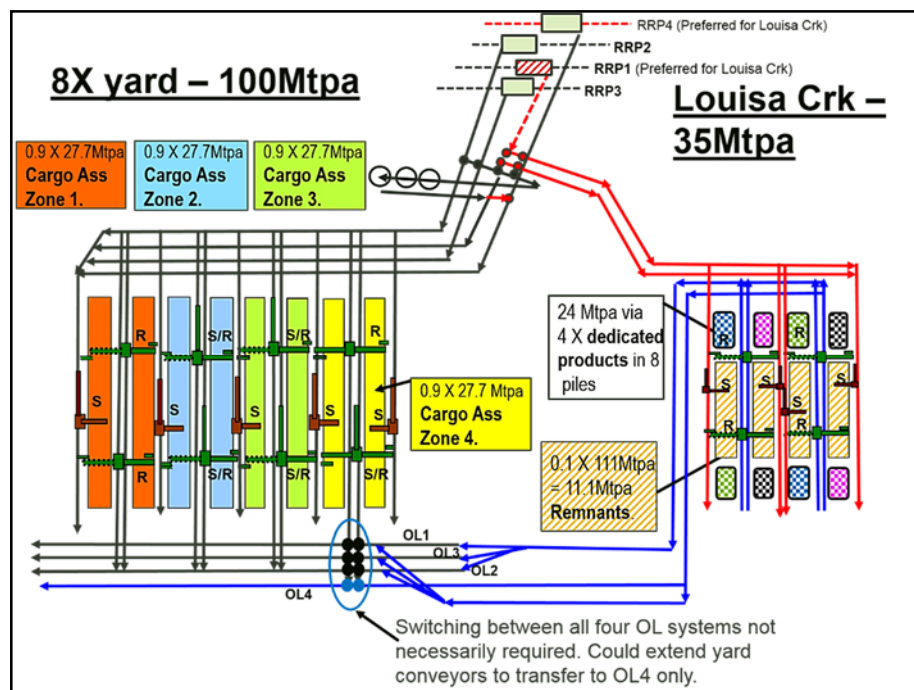 RRP4 (Preferred for Louisa Crk)
RRP2
RRP1 (Preferred for Louisa Crk)
RRP3
8X yard – 100Mtpa
Louisa Crk –
35Mtpa
0.9 X 27.7Mtpa
Cargo Ass
Zone 1.
0.9 X 27.7Mtpa
Cargo Ass
Zone 2.
0.9 X 27.7Mtpa
Cargo Ass
Zone 3.
24 Mtpa via
4 X dedicated
products in 8
piles
R
S/R
S/R
R
R
R
0.9 X 27.7 Mtpa
Cargo Ass
Zone 4.
S
S
S
S
S
S
S
S
R
S/R
S/R
S/R
R
R
0.1 X 111Mtpa
= 11.1Mtpa
Remnants.
OL1
OL3
OL2
OL4
Switching between all four OL systems not
necessarily required. Could extend yard
conveyors to transfer to OL4 only.